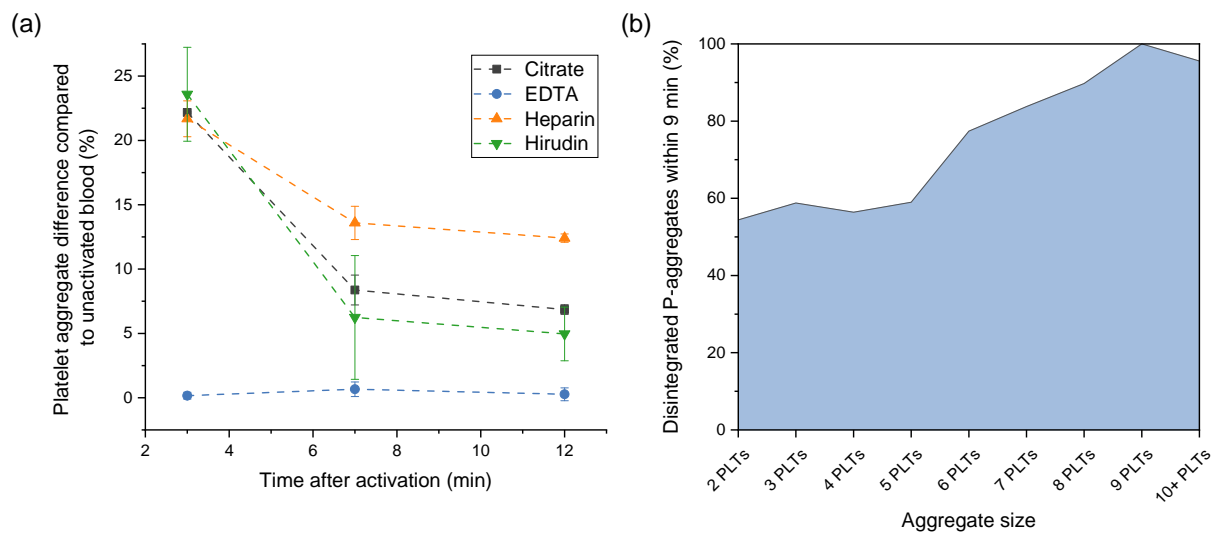 (a)
Platelet aggregate difference compared
to unactivated blood (%)
25
20
15
10
5
0
2
4
6
8
10
12
Time after activation (min)
Citrate
EDTA
Heparin
Hirudin
(b)
Disintegrated P-aggregates within 9 min (%)
100
80
60
40
20
0
2 PLTs
3 PLTs
4 PLTs
5 PLTs
6 PLTs
7 PLTs
8 PLTs
9 PLTs
10+ PLTs
Aggregate size